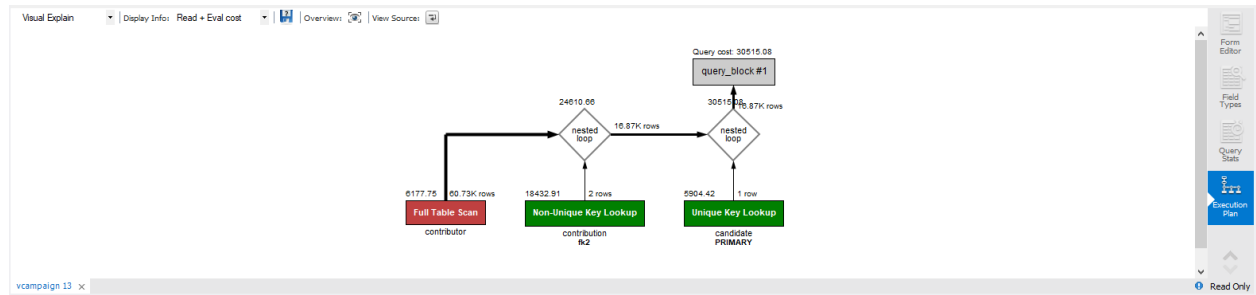 Visual Explain
Display Info: Read + Eval cost
Overview:
View Source:
Query cost: 30515.08
query_block #1
24610.66
30515.08
16.87K rows
nested
loop
16.87K rows
nested
loop
6177.75
60.73K rows
18432.91
2 rows
5904.42
1 row
Full Table Scan
Non-Unique Key Lookup
Unique Key Lookup
contributor
contribution
fk2
candidate
PRIMARY
Form
Editor
Field
Types
Query
Stats
Execution
Plan
vcampaign 13
Read Only